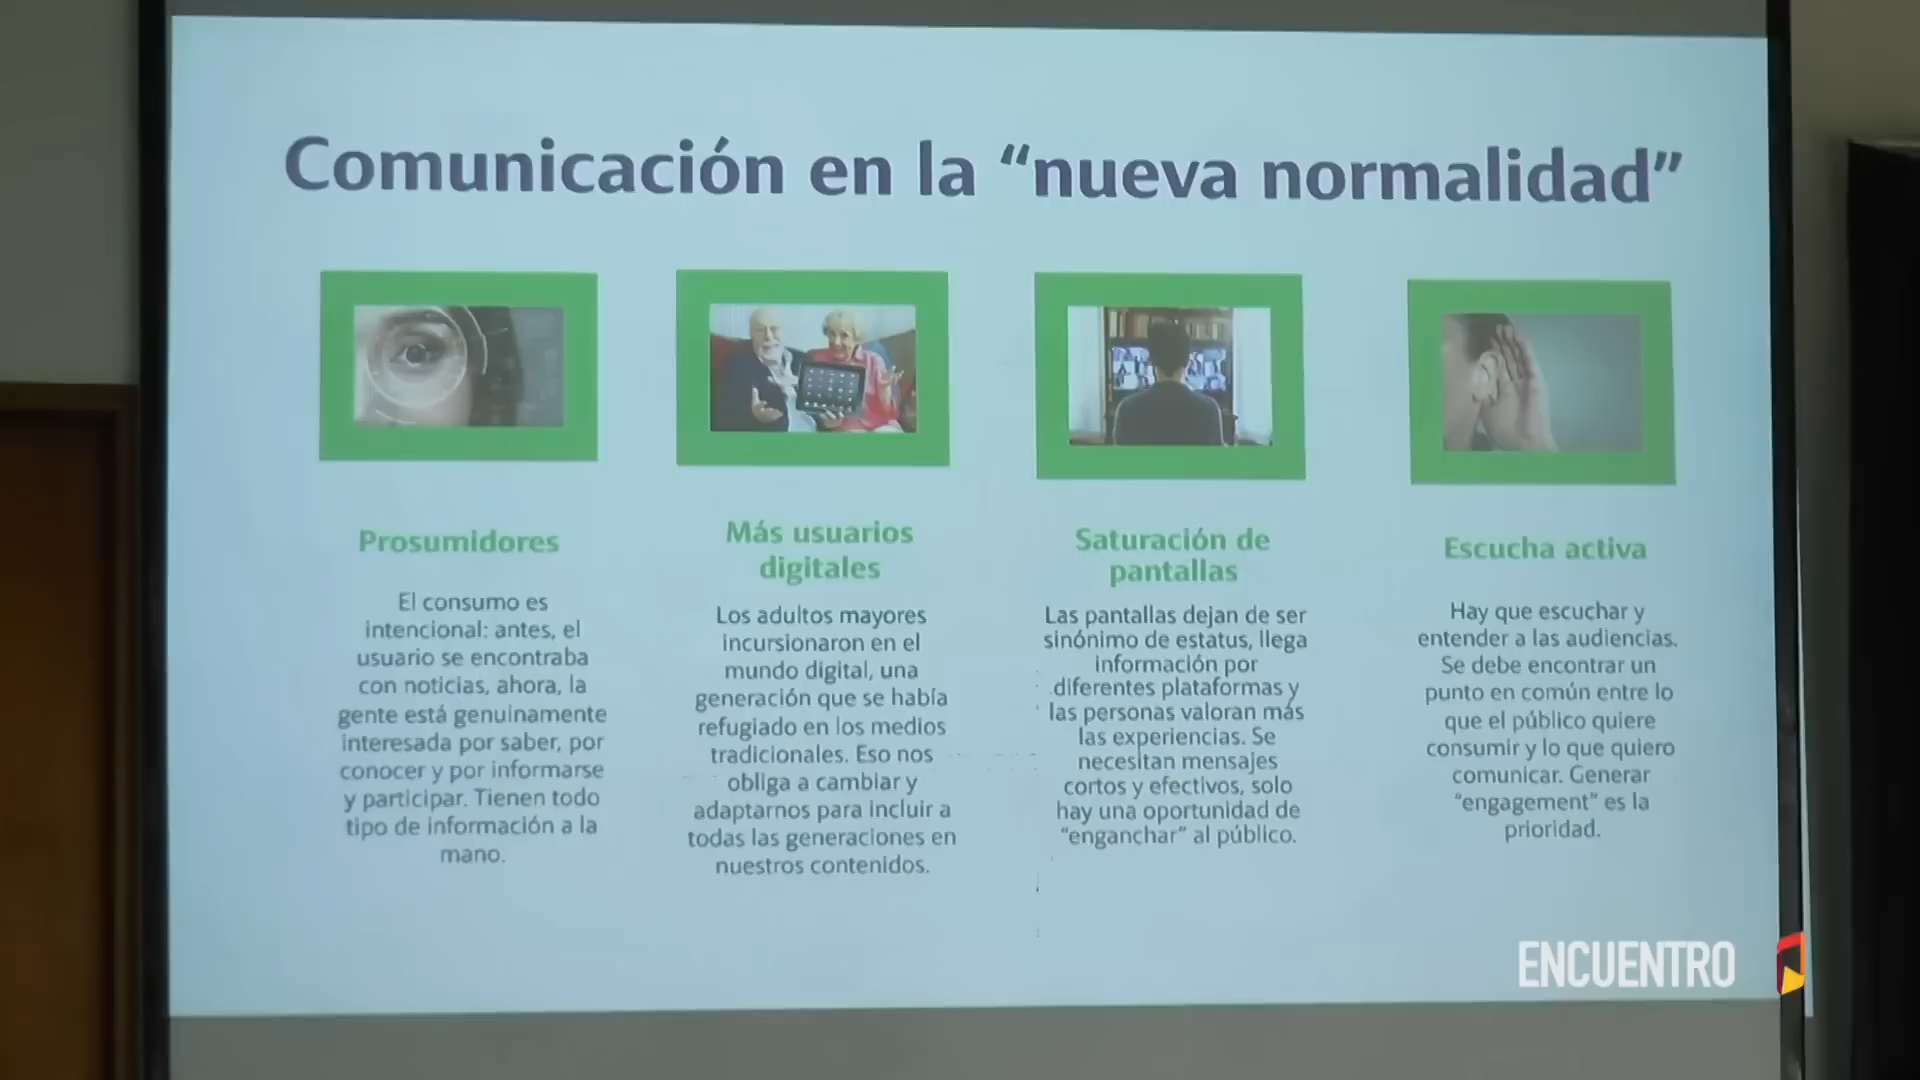 Comunicación en la “nueva normalidad”
Prosumidores
El consumo es
intencional: antes, el
usuario se encontraba
con noticias, ahora, la
gente está genuinamente
interesada por saber, por
conocer y por informarse
y participar. Tienen todo
tipo de información a la
mano.
Más usuarios
digitales
Los adultos mayores
incursionaron en el
mundo digital, una
generación que se había
refugiado en los medios
tradicionales. Eso nos
obliga a cambiar y
adaptarnos para incluir a
todas las generaciones en
nuestros contenidos.
Saturación de
pantallas
Las pantallas dejan de ser
sinónimo de estatus, llega
información por
diferentes plataformas y
las personas valoran más
las experiencias. Se
necesitan mensajes
cortos y efectivos, solo
hay una oportunidad de
“enganchar” al público.
Escucha activa
Hay que escuchar y
entender a las audiencias.
Se debe encontrar un
punto en común entre lo
que el público quiere
consumir y lo que quiero
comunicar. Generar
“engagement” es la
prioridad.
ENCUENTRO